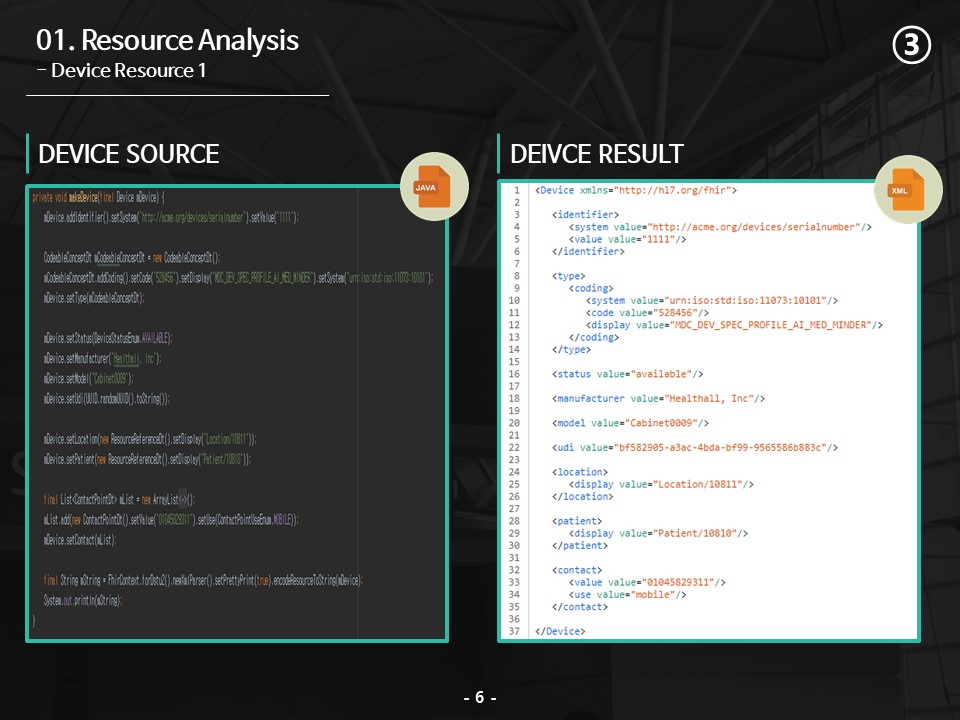 01. Resource Analysis
- Device Resource 1
③
DEVICE SOURCE
JAVA
private void makeDevice(final Device mDevice) {
mDevice.addIdentifier().setSystem("http://acme.org/devices/serialnumber").setValue("1111");
CodeableConceptDt mCodeableConceptDt = new CodeableConceptDt();
mCodeableConceptDt.addCoding().setCode("528456").setDisplay("MDC_DEV_SPEC_PROFILE_AI_MED_MINDER").setSystem("urn:iso:std:iso:11073:10101");
mDevice.setType(mCodeableConceptDt);
mDevice.setStatus(DeviceStatusEnum.AVAILABLE);
mDevice.setManufacturer("Healthall, Inc");
mDevice.setModel("Cabinet0009");
mDevice.setUdi(UUID.randomUUID().toString());
mDevice.setLocation(new ResourceReferenceDt().setDisplay("Location/10811"));
mDevice.setPatient(new ResourceReferenceDt().setDisplay("Patient/10810"));
final List<ContactPointDt> mList = new ArrayList<~>();
mList.add(new ContactPointDt().setValue("01045829311").setUse(ContactPointUseEnum.MOBILE));
mDevice.setContact(mList);
final String mString = FhirContext.forDstu2().newXmlParser().setPrettyPrint(true).encodeResourceToString(mDevice);
System.out.println(mString);
}
DEIVCE RESULT
XML
1 <Device xmlns="http://hl7.org/fhir">
2
3 <identifier>
4 <system value="http://acme.org/devices/serialnumber"/>
5 <value value="1111"/>
6 </identifier>
7
8 <type>
9 <coding>
10 <system value="urn:iso:std:iso:11073:10101"/>
11 <code value="528456"/>
12 <display value="MDC_DEV_SPEC_PROFILE_AI_MED_MINDER"/>
13 </coding>
14 </type>
15
16 <status value="available"/>
17
18 <manufacturer value="Healthall, Inc"/>
19
20 <model value="Cabinet0009"/>
21
22 <udi value="bf582905-a3ac-4bda-bf99-9565586b883c"/>
23
24 <location>
25 <display value="Location/10811"/>
26 </location>
27
28 <patient>
29 <display value="Patient/10810"/>
30 </patient>
31
32 <contact>
33 <value value="01045829311"/>
34 <use value="mobile"/>
35 </contact>
36
37 </Device>
- 6 -